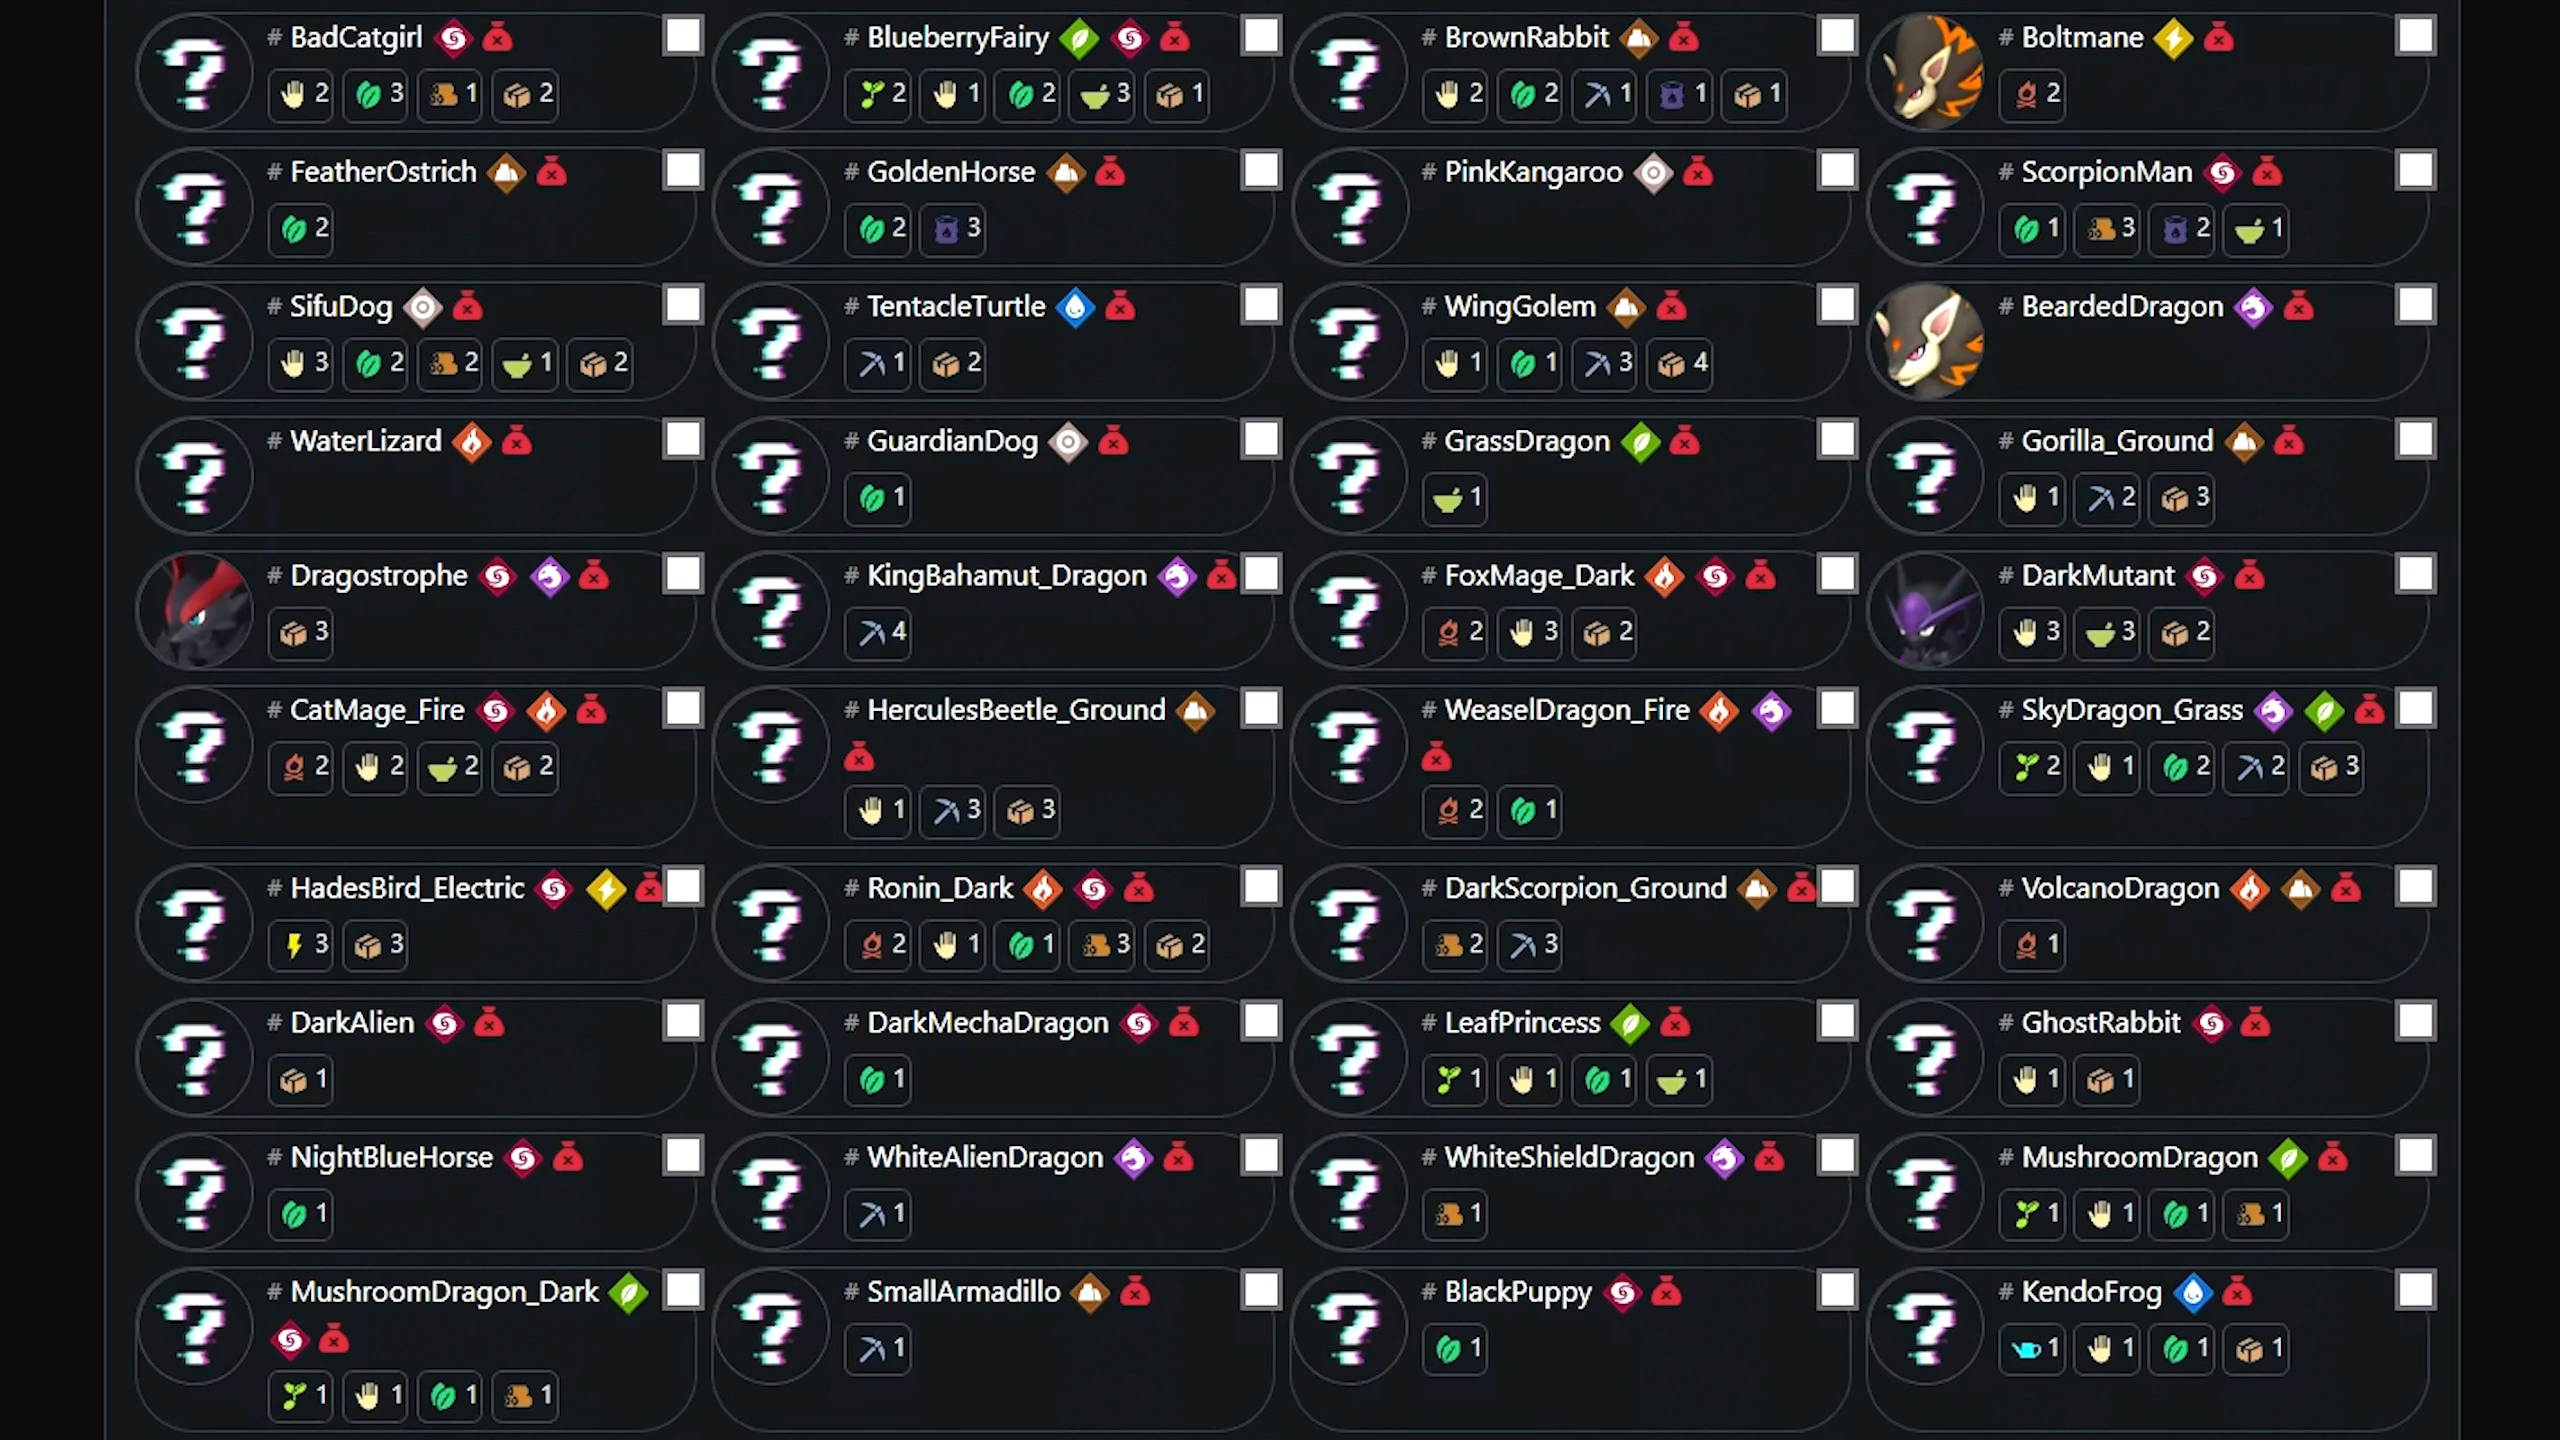 # BadCatgirl
2 3 1 2
# BlueberryFairy
2 1 2 3 1
# BrownRabbit
2 2 1 1 1
# Boltmane
2
# FeatherOstrich
2
# GoldenHorse
2 3
# PinkKangaroo
# ScorpionMan
1 3 2 1
# SifuDog
3 2 2 1 2
# TentacleTurtle
1 2
# WingGolem
1 1 3 4
# BeardedDragon
# WaterLizard
# GuardianDog
1
# GrassDragon
1
# Gorilla_Ground
1 2 3
# Dragostrophe
3
# KingBahamut_Dragon
4
# FoxMage_Dark
2 3 2
# DarkMutant
3 3 2
# CatMage_Fire
2 2 2 2
# HerculesBeetle_Ground
1 3 3
# WeaselDragon_Fire
2 1
# SkyDragon_Grass
2 1 2 2 3
# HadesBird_Electric
3 3
# Ronin_Dark
2 1 1 3 2
# DarkScorpion_Ground
2 3
# VolcanoDragon
1
# DarkAlien
1
# DarkMechaDragon
1
# LeafPrincess
1 1 1 1
# GhostRabbit
1 1
# NightBlueHorse
1
# WhiteAlienDragon
1
# WhiteShieldDragon
1
# MushroomDragon
1 1 1 1
# MushroomDragon_Dark
1 1 1 1
# SmallArmadillo
1
# BlackPuppy
1
# KendoFrog
1 1 1 1